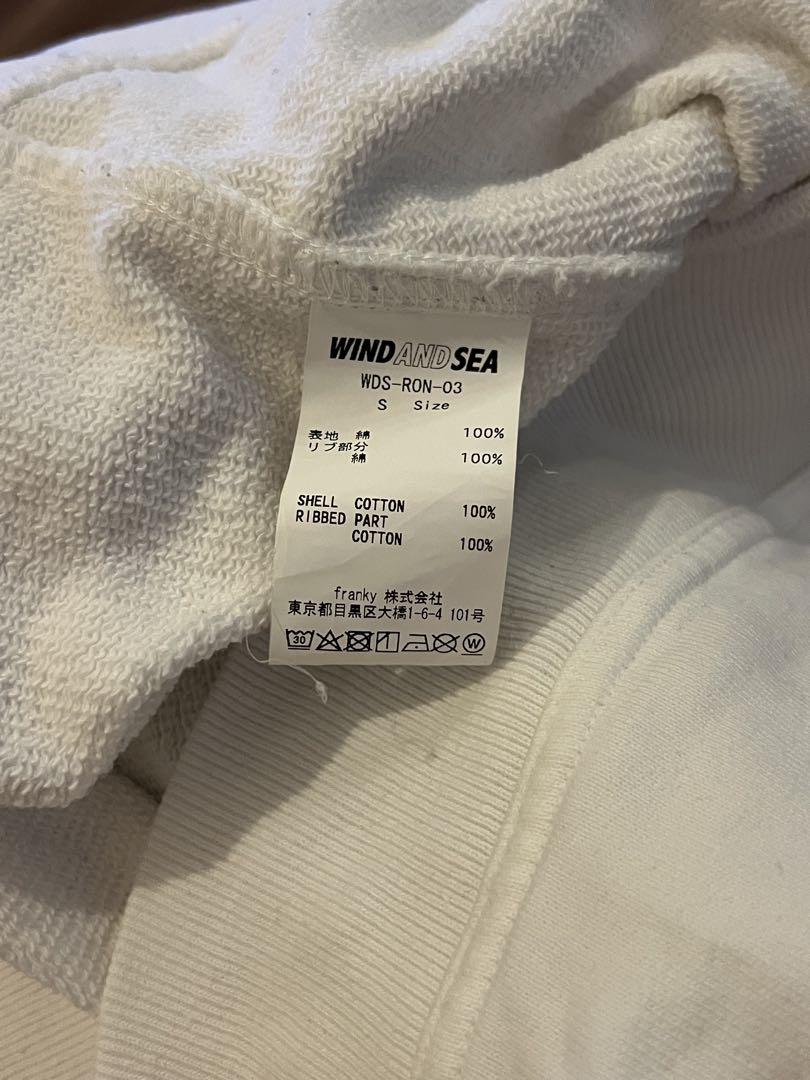 WINDANDSEA
WDS-RON-03
S Size
表地 綿 100%
リブ部分
綿 100%
SHELL COTTON 100%
RIBBED PART
COTTON 100%
franky 株式会社
東京都目黒区大橋1-6-4 101号
30 W